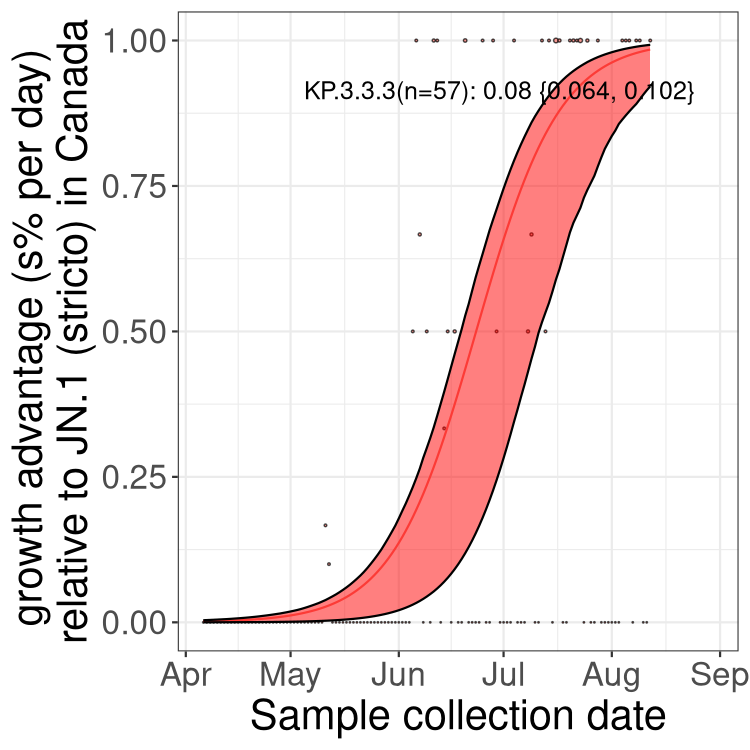 growth advantage (s% per day)
relative to JN.1 (stricto) in Canada
1.00
0.75
0.50
0.25
0.00
KP.3.3.3(n=57): 0.08 {0.064, 0.102}
Apr May Jun Jul Aug Sep
Sample collection date